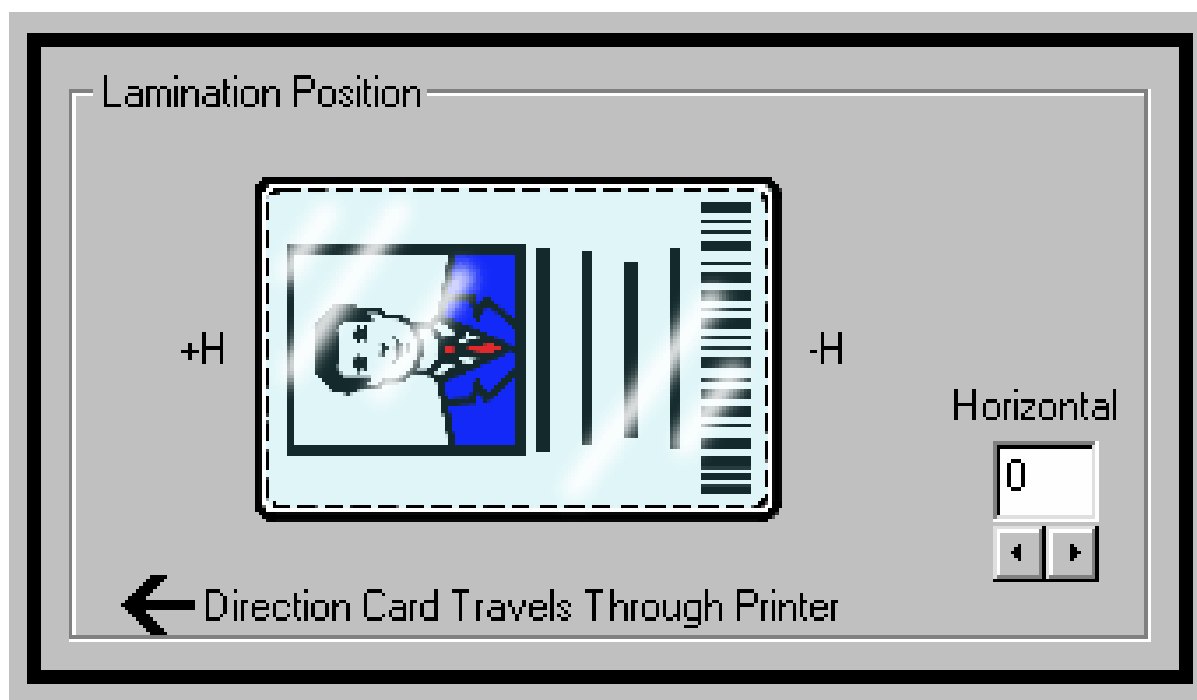 Lamination Position
+H
-H
Horizontal
0
Direction Card Travels Through Printer